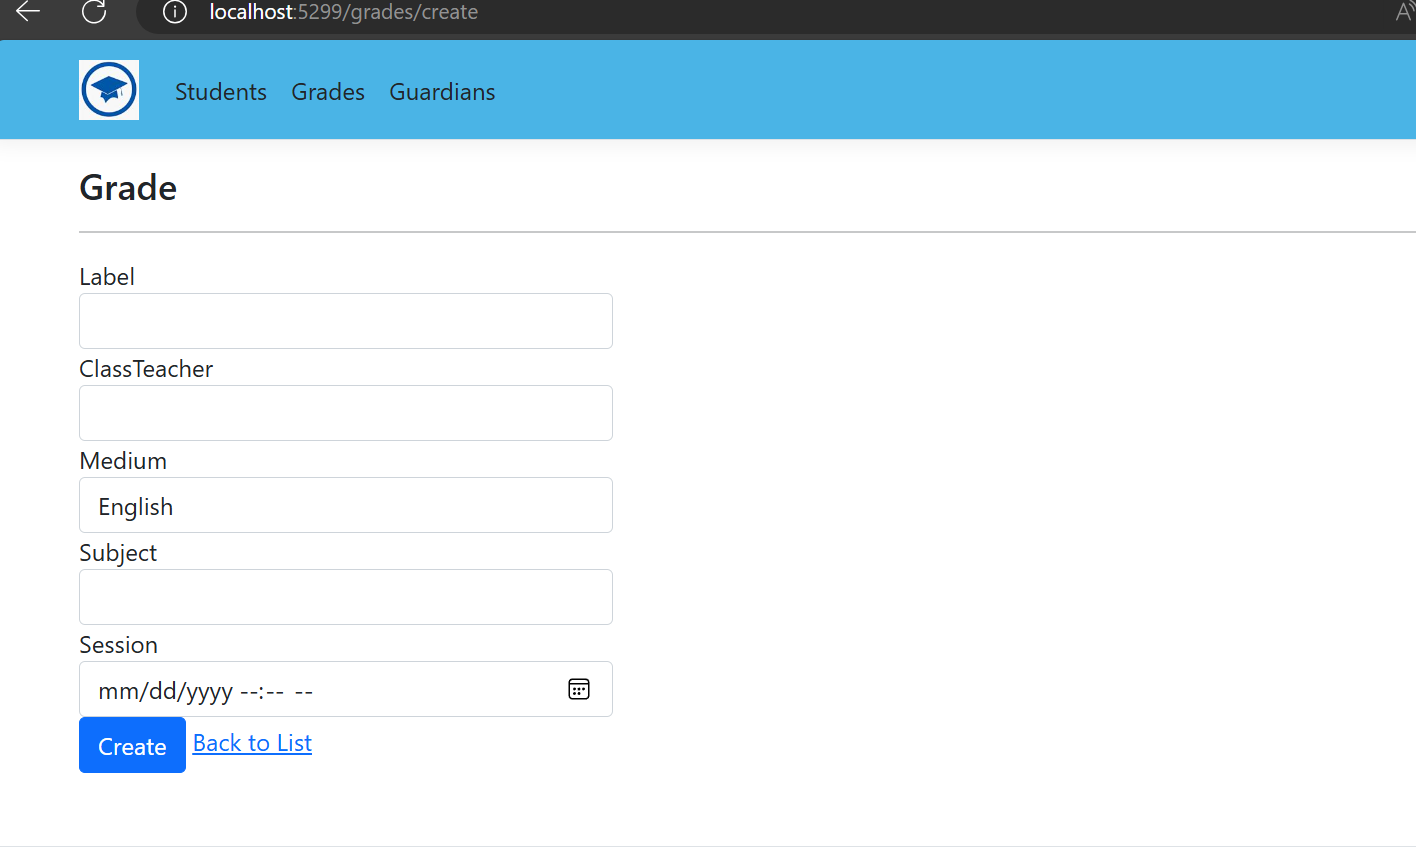 localhost:5299/grades/create
Students Grades Guardians
Grade
Label
ClassTeacher
Medium
English
Subject
Session
mm/dd/yyyy --:-- --
Create Back to List